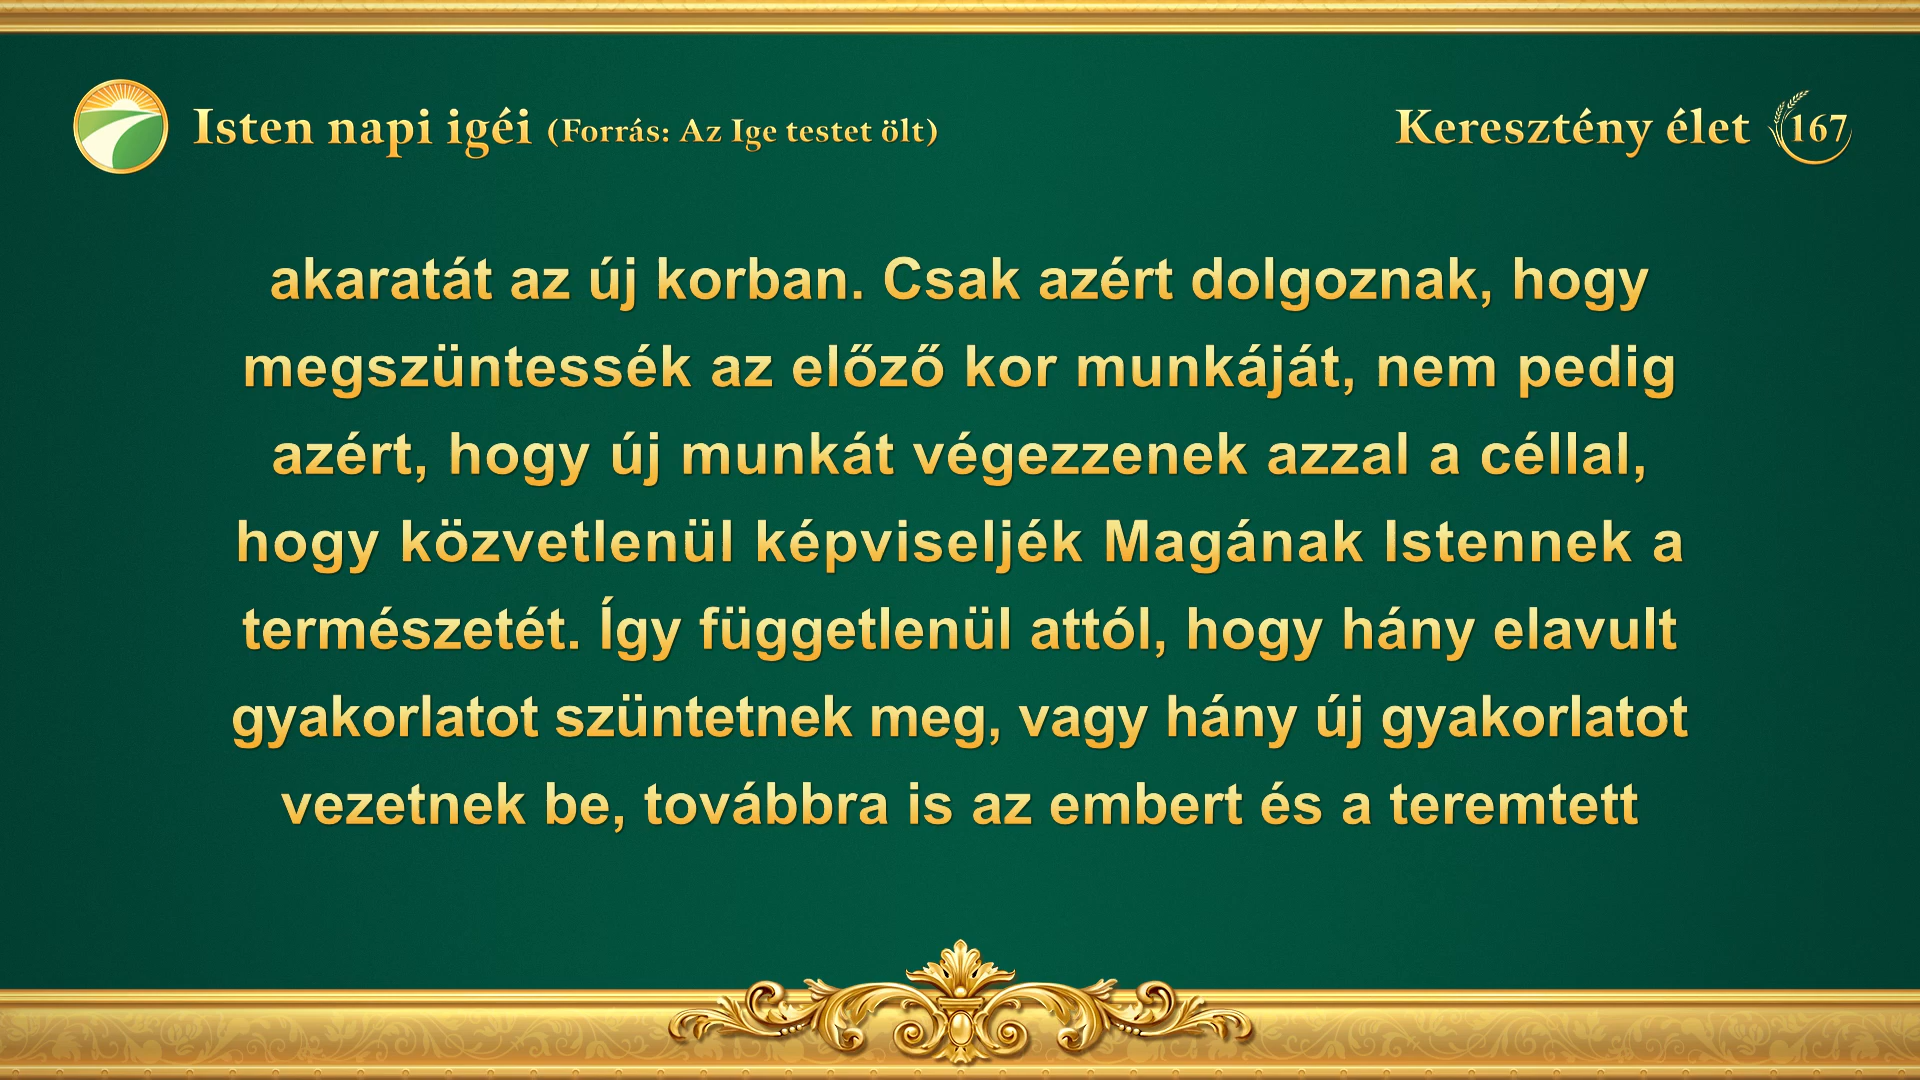 Isten napi igéi (Forrás: Az Ige testet ölt)
Keresztény élet 167
akaratát az új korban. Csak azért dolgoznak, hogy
megszüntessék az előző kor munkáját, nem pedig
azért, hogy új munkát végezzenek azzal a céllal,
hogy közvetlenül képviseljék Magának Istennek a
természetét. Így függetlenül attól, hogy hány elavult
gyakorlatot szüntetnek meg, vagy hány új gyakorlatot
vezetnek be, továbbra is az embert és a teremtett